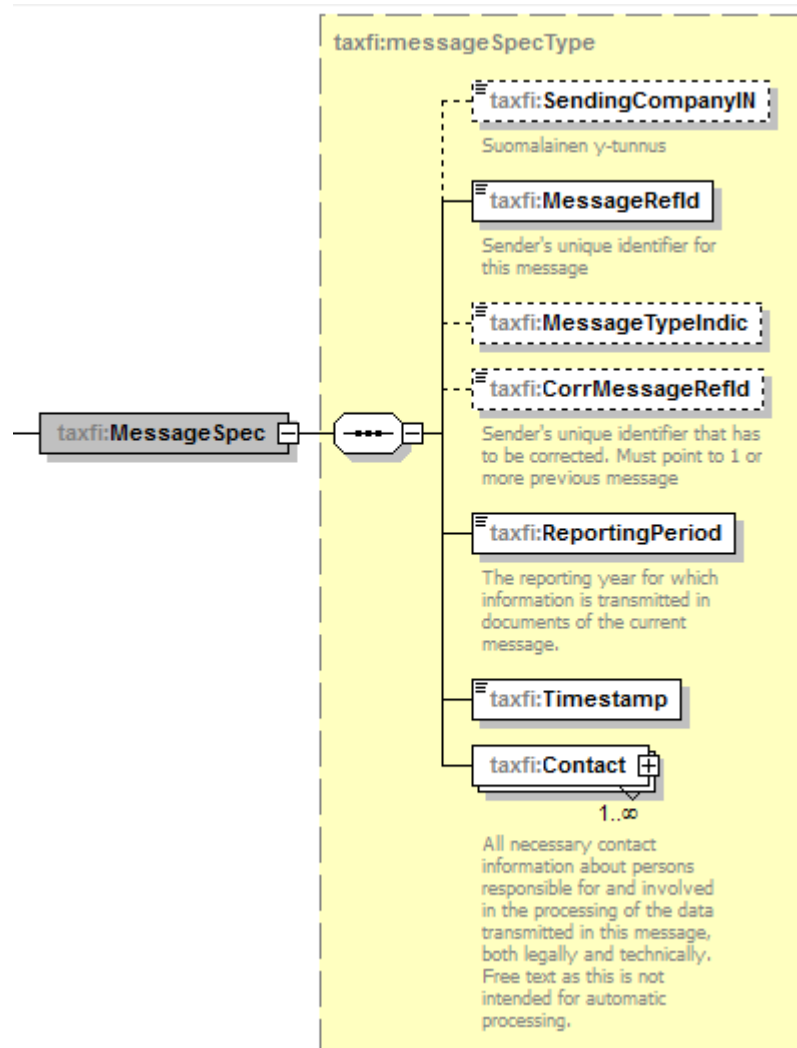 taxfi:messageSpecType
taxfi:SendingCompanyIN
Suomalainen y-tunnus
taxfi:MessageRefId
Sender's unique identifier for
this message
taxfi:MessageTypeIndic
taxfi:CorrMessageRefId
taxfi:MessageSpec
Sender's unique identifier that has
to be corrected. Must point to 1 or
more previous message
taxfi:ReportingPeriod
The reporting year for which
information is transmitted in
documents of the current
message.
taxfi:Timestamp
taxfi:Contact
1..∞
All necessary contact
information about persons
responsible for and involved
in the processing of the data
transmitted in this message,
both legally and technically.
Free text as this is not
intended for automatic
processing.